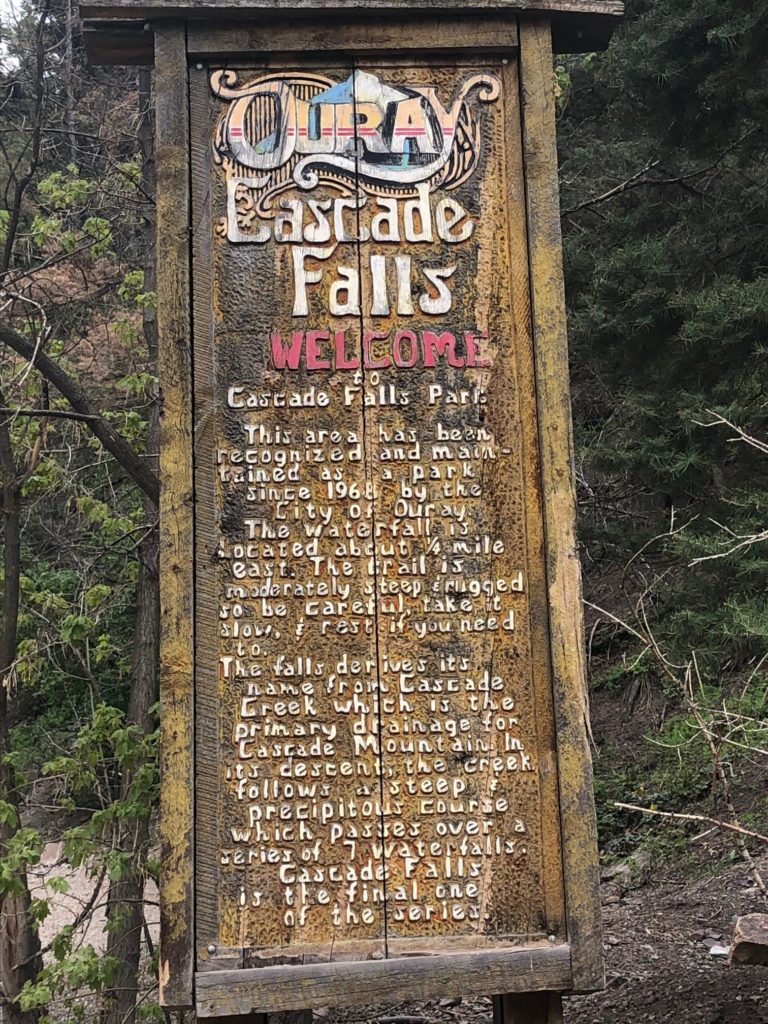 OURAY
Cascade
Falls
WELCOME
to
Cascade Falls Park
This area has been
recognized and main-
tained as a park
since 1968 by the
City of Ouray
The waterfall is
located about ¼ mile
east. The trail is
moderately steep & rugged
so be careful, take it
slow, & rest if you need
to.
The falls derives its
name from Cascade
Creek which is the
primary drainage for
Cascade Mountain. In
its descent, the creek
follows a steep &
precipitous course
which passes over a
series of 7 waterfalls.
Cascade Falls
is the final one
of the series.